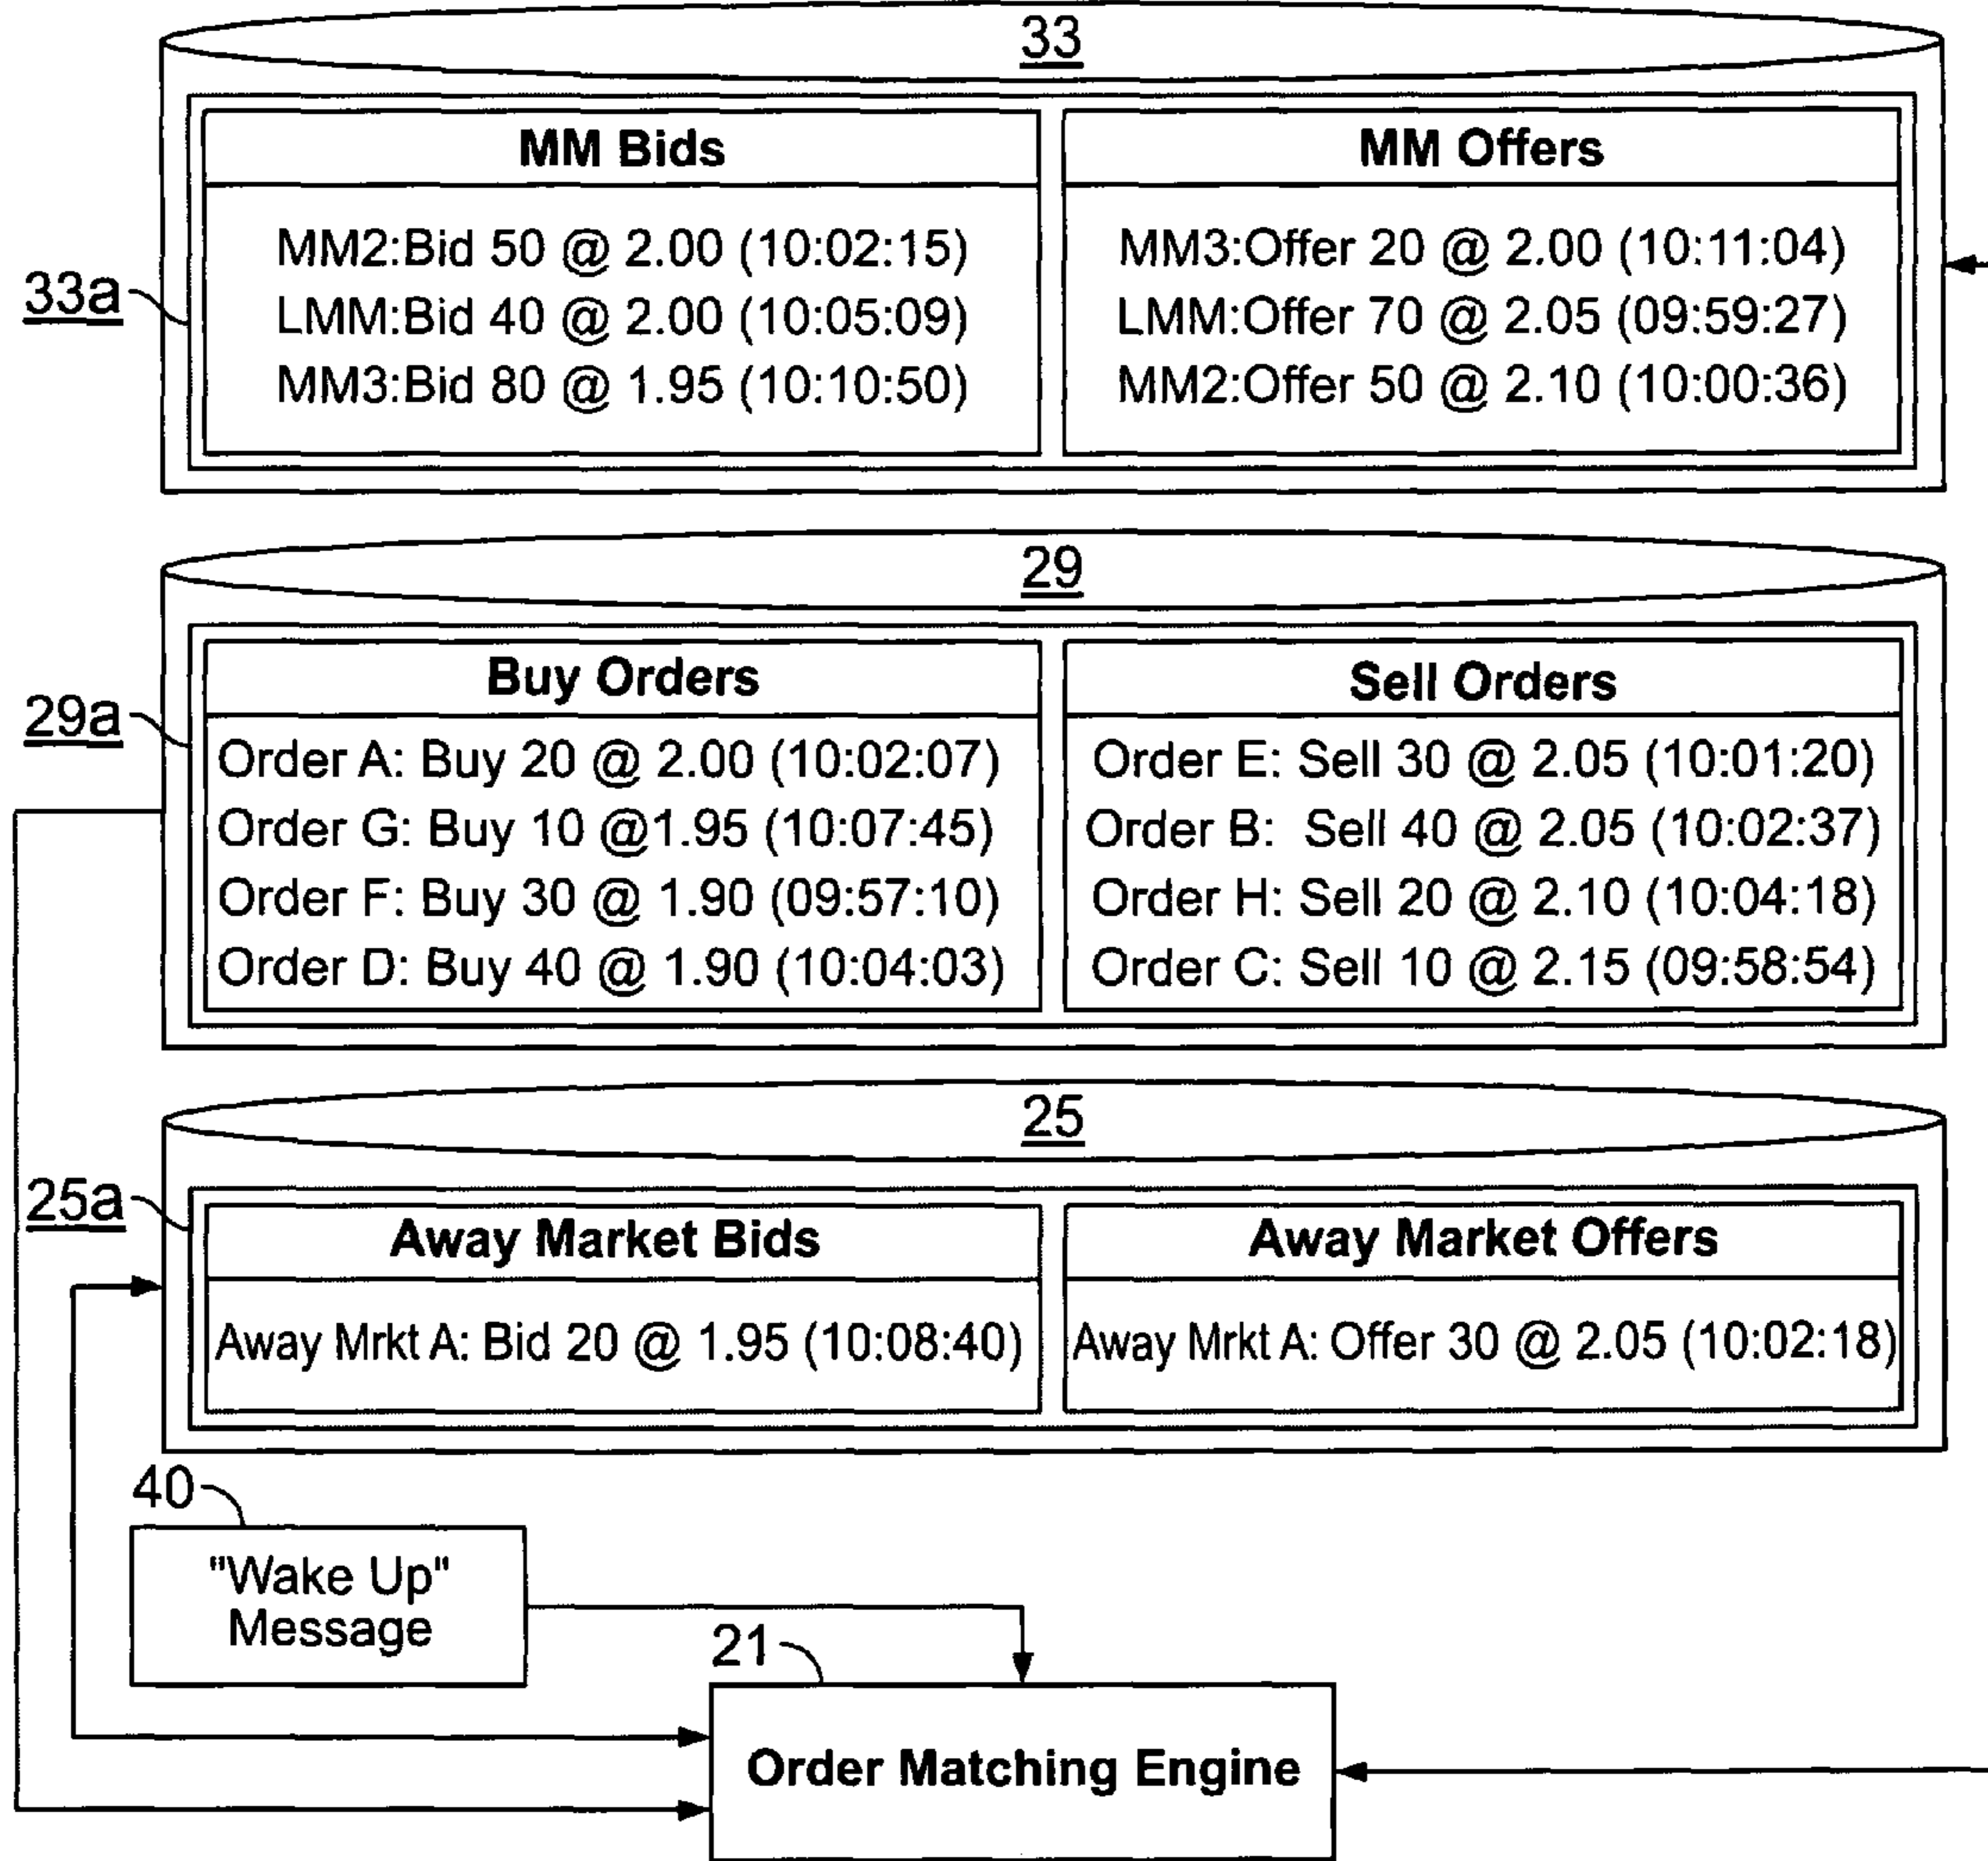 33
MM Bids
MM Offers
33a
MM2:Bid 50 @ 2.00 (10:02:15)
LMM:Bid 40 @ 2.00 (10:05:09)
MM3:Bid 80 @ 1.95 (10:10:50)
MM3:Offer 20 @ 2.00 (10:11:04)
LMM:Offer 70 @ 2.05 (09:59:27)
MM2:Offer 50 @ 2.10 (10:00:36)
29
Buy Orders
Sell Orders
29a
Order A: Buy 20 @ 2.00 (10:02:07)
Order G: Buy 10 @1.95 (10:07:45)
Order F: Buy 30 @ 1.90 (09:57:10)
Order D: Buy 40 @ 1.90 (10:04:03)
Order E: Sell 30 @ 2.05 (10:01:20)
Order B: Sell 40 @ 2.05 (10:02:37)
Order H: Sell 20 @ 2.10 (10:04:18)
Order C: Sell 10 @ 2.15 (09:58:54)
25
25a
Away Market Bids
Away Market Offers
Away Mrkt A: Bid 20 @ 1.95 (10:08:40)
Away Mrkt A: Offer 30 @ 2.05 (10:02:18)
40
"Wake Up"
Message
21
Order Matching Engine